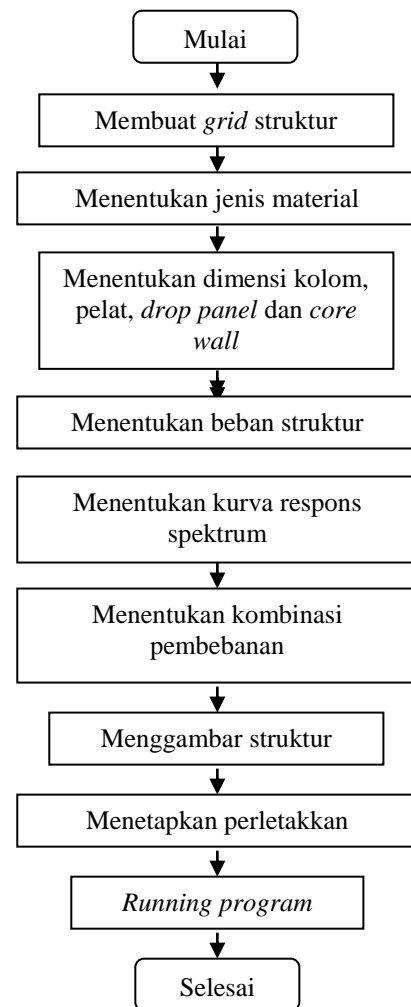 Mulai
Membuat grid struktur
Menentukan jenis material
Menentukan dimensi kolom,
pelat, drop panel dan core
wall
Menentukan beban struktur
Menentukan kurva respons
spektrum
Menentukan kombinasi
pembebanan
Menggambar struktur
Menetapkan perletakkan
Running program
Selesai